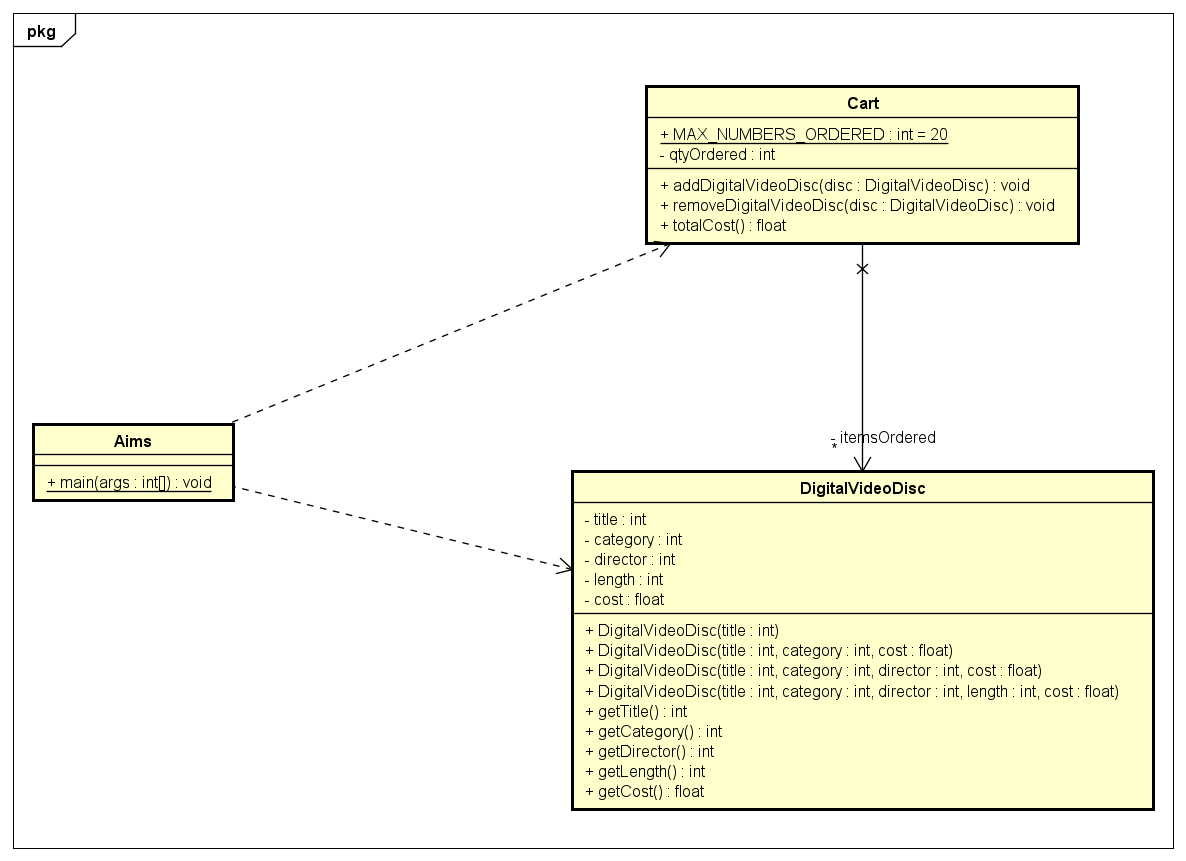 pkg
Cart
+ MAX_NUMBERS_ORDERED : int = 20
- qtyOrdered : int
+ addDigitalVideoDisc(disc : DigitalVideoDisc) : void
+ removeDigitalVideoDisc(disc : DigitalVideoDisc) : void
+ totalCost() : float
Aims
+ main(args : int[]) : void
- itemsOrdered
*
DigitalVideoDisc
- title : int
- category : int
- director : int
- length : int
- cost : float
+ DigitalVideoDisc(title : int)
+ DigitalVideoDisc(title : int, category : int, cost : float)
+ DigitalVideoDisc(title : int, category : int, director : int, cost : float)
+ DigitalVideoDisc(title : int, category : int, director : int, length : int, cost : float)
+ getTitle() : int
+ getCategory() : int
+ getDirector() : int
+ getLength() : int
+ getCost() : float